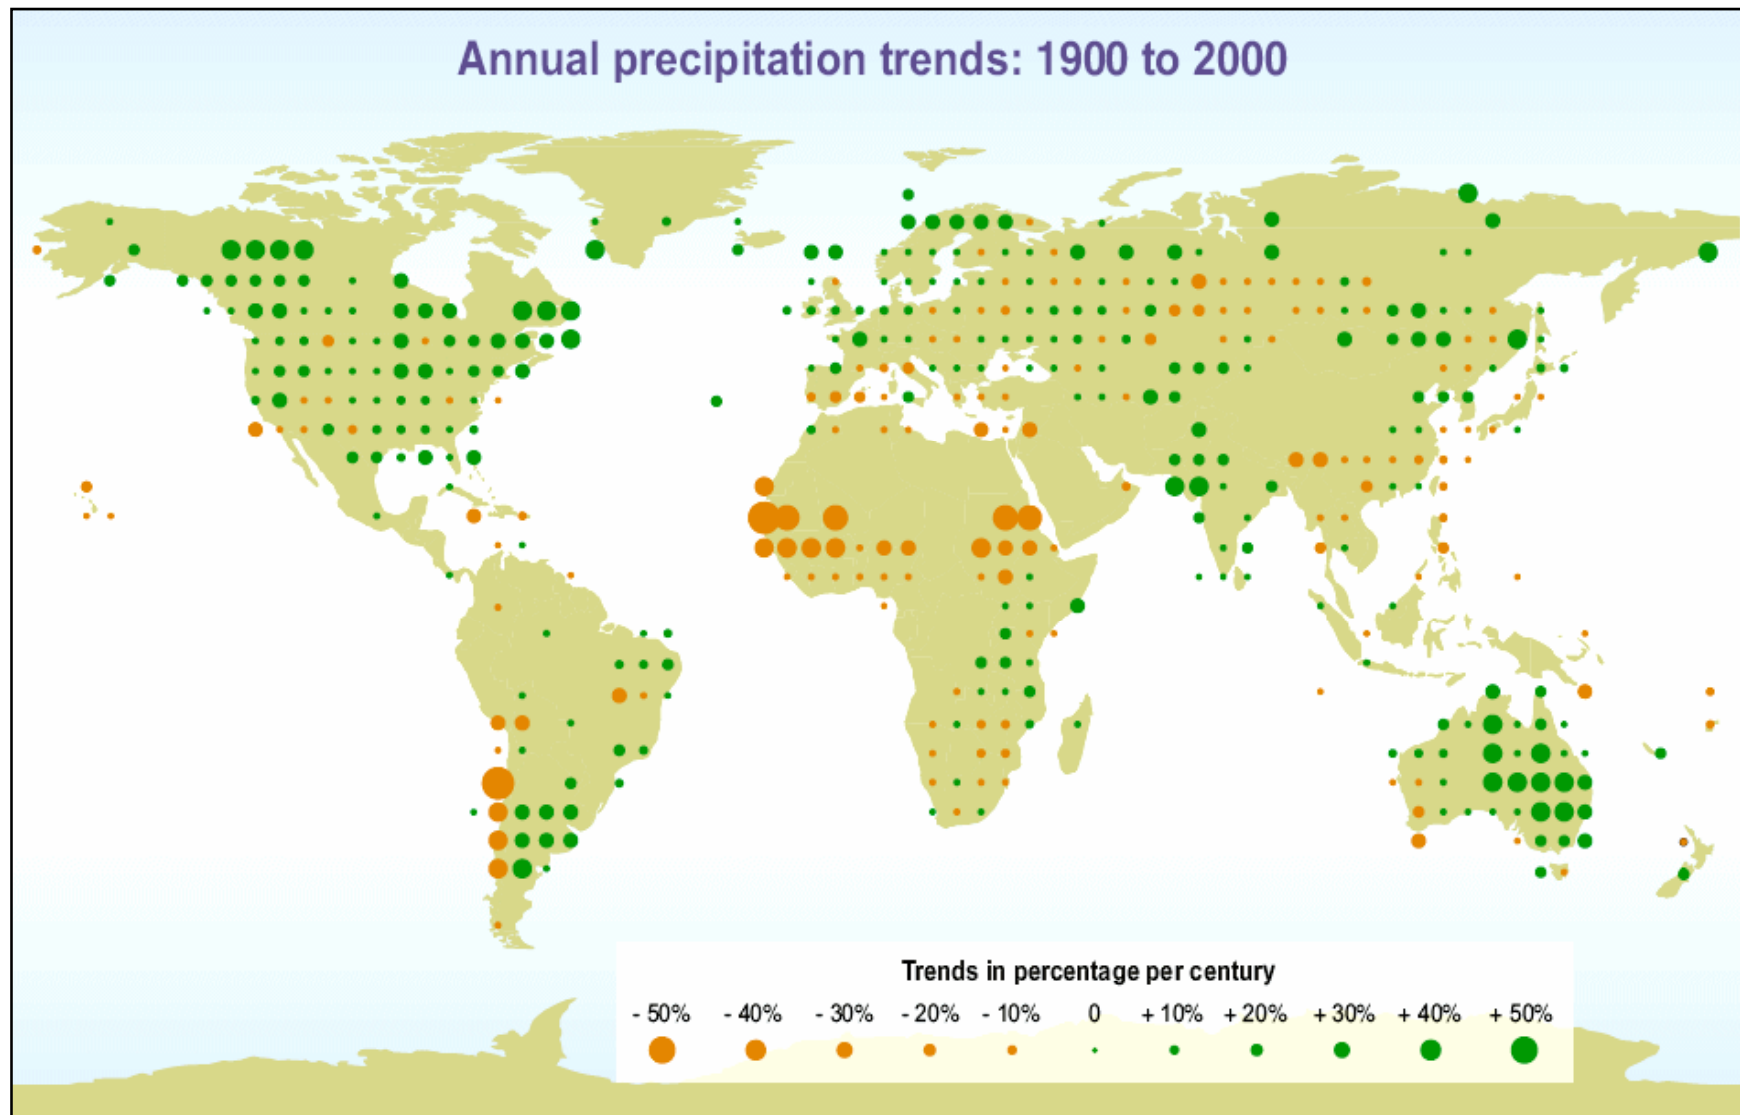 Annual precipitation trends: 1900 to 2000
Trends in percentage per century
- 50% - 40% - 30% - 20% - 10% 0 + 10% + 20% + 30% + 40% + 50%